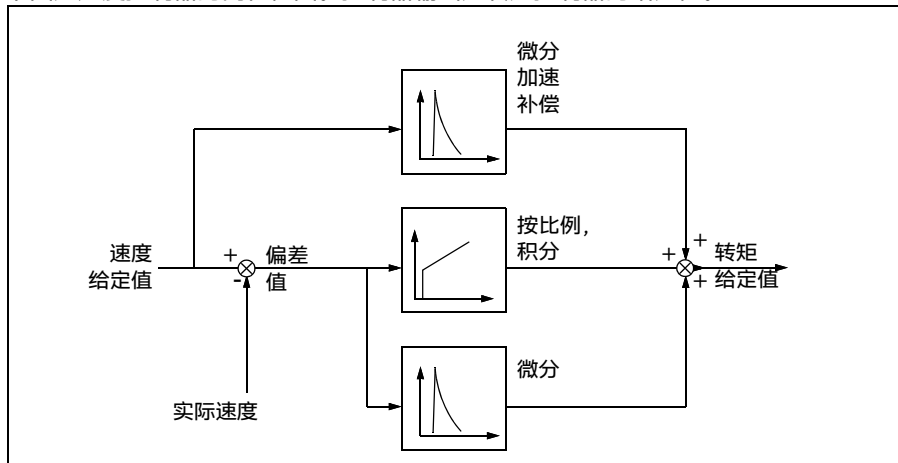 微分
加速
补偿
速度
给定值
+
-
偏差
值
按比例,
积分
+
+
+
转矩
给定值
微分
实际速度